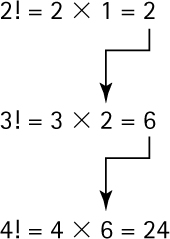 2! = 2 × 1 = 2
3! = 3 × 2 = 6
4! = 4 × 6 = 24